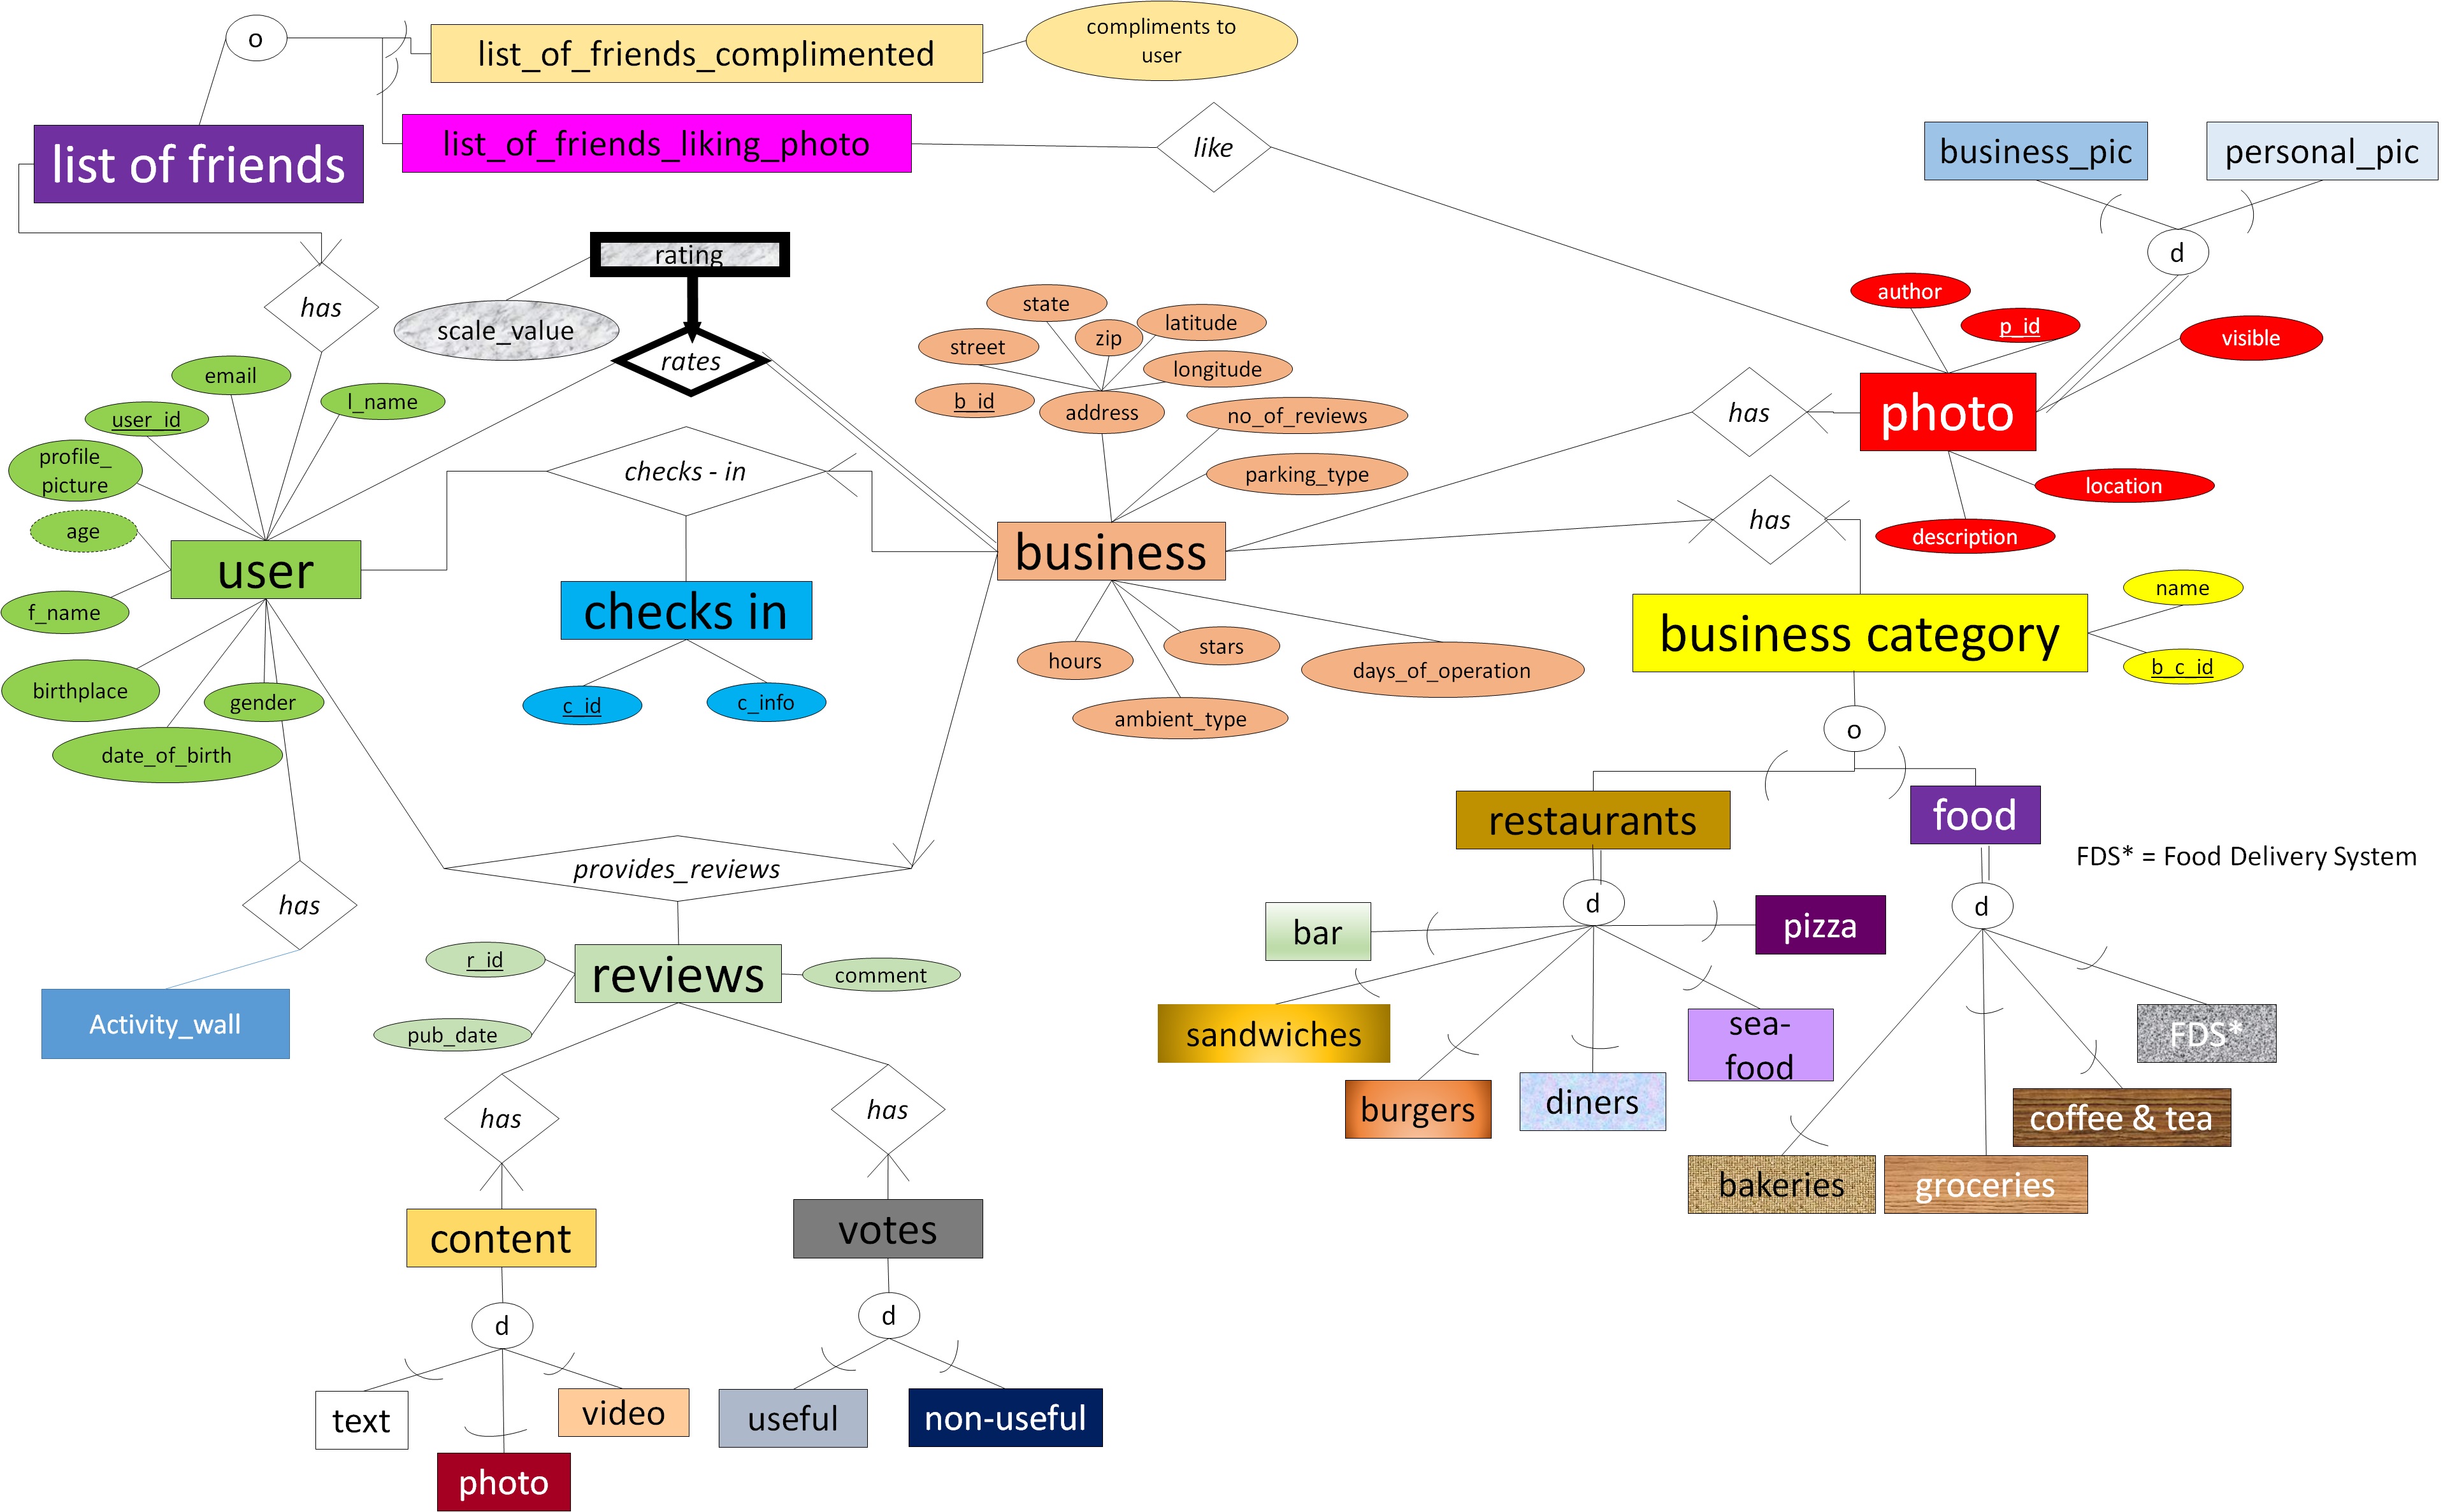 o
list_of_friends_complimented
compliments to
user
list of friends
list_of_friends_liking_photo
like
business_pic
personal_pic
d
has
rating
scale_value
rates
state
zip
latitude
street
longitude
b_id
address
no_of_reviews
parking_type
author
p_id
visible
has
photo
location
description
email
l_name
user_id
profile_
picture
age
user
f_name
birthplace
gender
date_of_birth
checks - in
checks in
c_id
c_info
business
hours
stars
ambient_type
days_of_operation
has
name
business category
b_c_id
o
restaurants
food
FDS* = Food Delivery System
d
d
bar
pizza
sandwiches
sea-
food
burgers
diners
FDS*
coffee & tea
bakeries
groceries
has
Activity_wall
provides_reviews
r_id
reviews
comment
pub_date
has
has
content
votes
d
d
text
video
photo
useful
non-useful